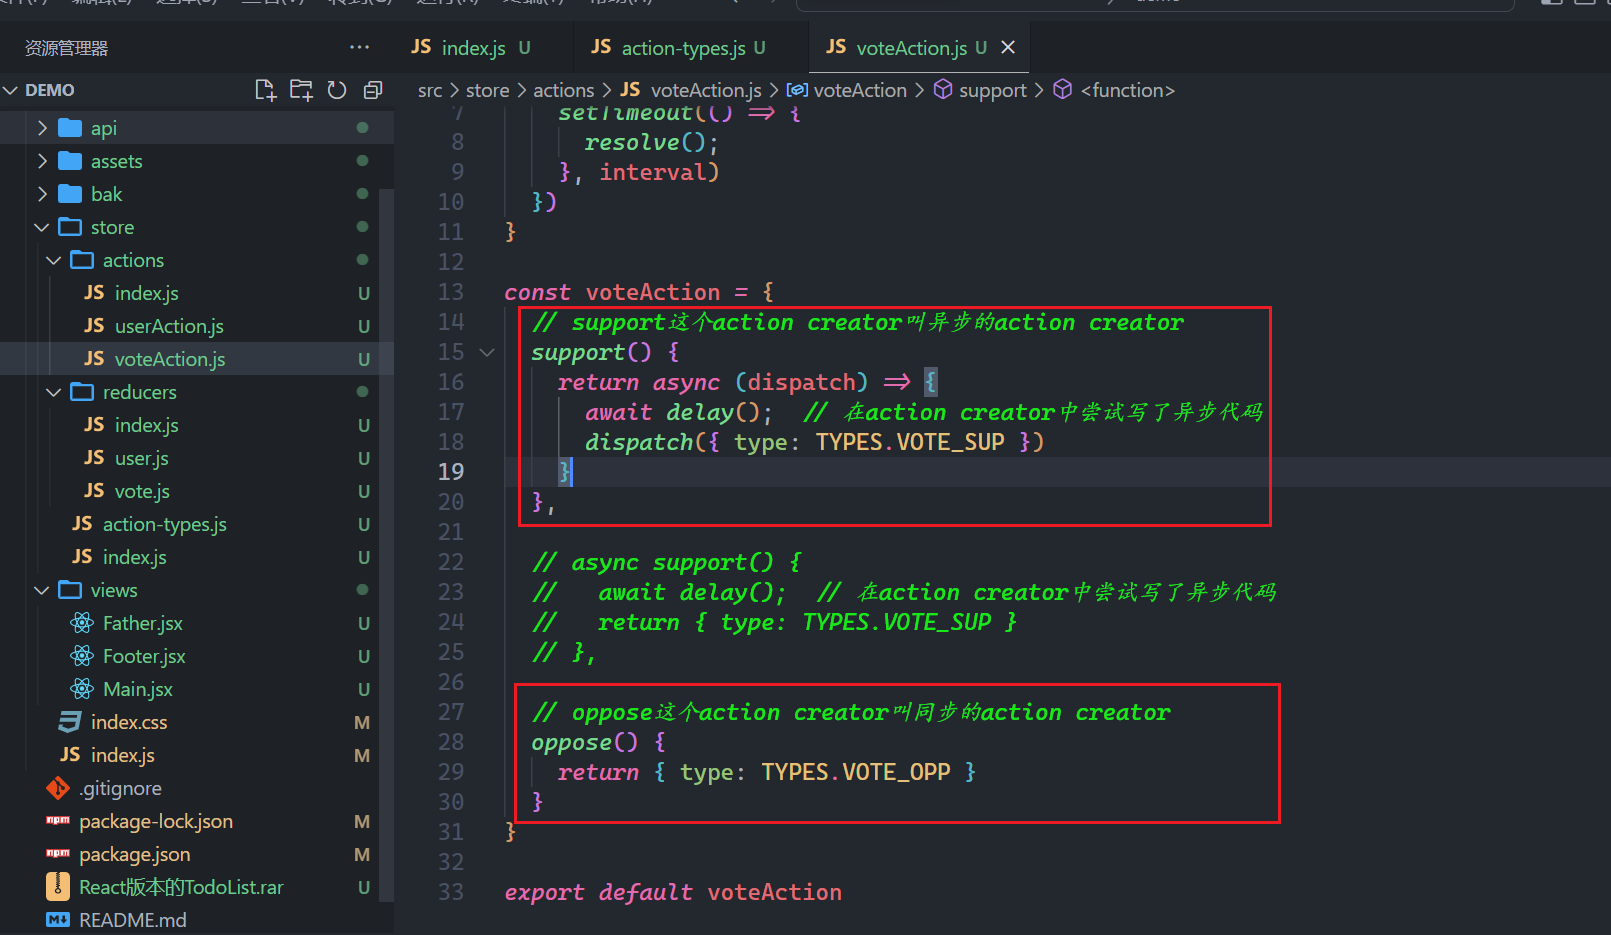 demo
资源管理器
···
JS index.js U
JS action-types.js U
JS voteAction.js U
DEMO
src > store > actions > JS voteAction.js > voteAction > support > <function>
api
assets
bak
store
actions
JS index.js U
JS userAction.js U
JS voteAction.js U
reducers
JS index.js U
JS user.js U
JS vote.js U
JS action-types.js U
JS index.js U
views
Father.jsx U
Footer.jsx U
Main.jsx U
index.css M
JS index.js M
.gitignore
package-lock.json M
package.json M
React版本的TodoList.rar U
README.md
7 setTimeout(() => {
8 resolve();
9 }, interval)
10 })
11 }
12
13 const voteAction = {
14 // support这个action creator叫异步的action creator
15 support() {
16 return async (dispatch) => {
17 await delay(); // 在action creator中尝试写了异步代码
18 dispatch({ type: TYPES.VOTE_SUP })
19 }
20 },
21
22 // async support() {
23 // await delay(); // 在action creator中尝试写了异步代码
24 // return { type: TYPES.VOTE_SUP }
25 // },
26
27 // oppose这个action creator叫同步的action creator
28 oppose() {
29 return { type: TYPES.VOTE_OPP }
30 }
31 }
32
33 export default voteAction